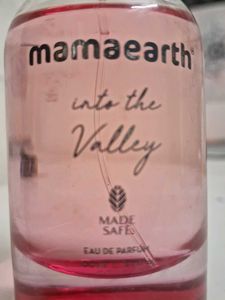 mamaearth®
into the
Valley
MADE
SAFE
EAU DE PARFUM